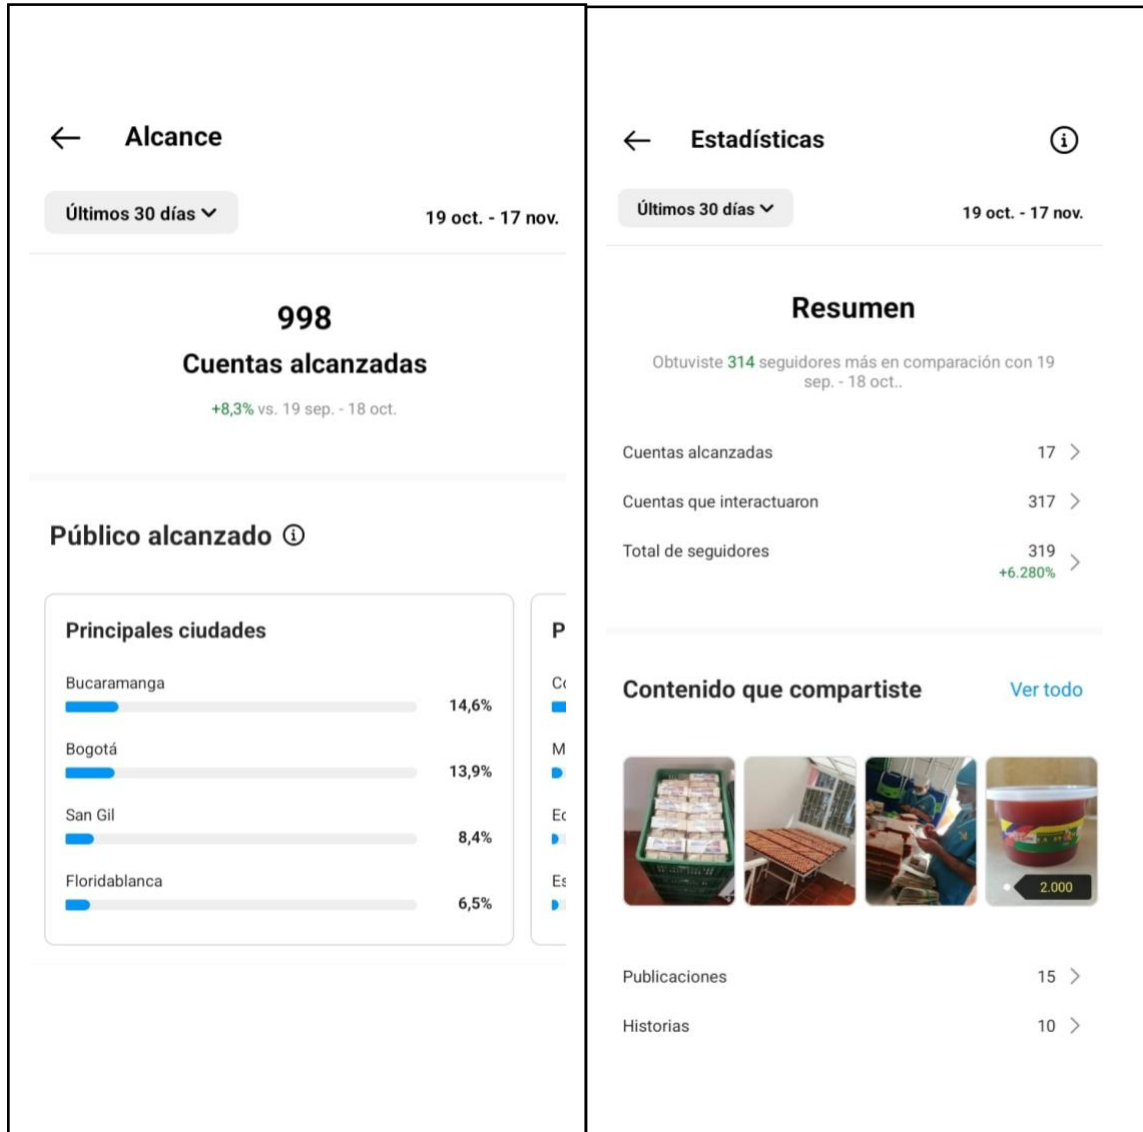 Alcance
Últimos 30 días
19 oct. - 17 nov.
998
Cuentas alcanzadas
+8,3% vs. 19 sep. - 18 oct.
Público alcanzado
Principales ciudades
Bucaramanga
14,6%
Bogotá
13,9%
San Gil
8,4%
Floridablanca
6,5%
P
Co
M
Ec
Es
Estadísticas
Últimos 30 días
19 oct. - 17 nov.
Resumen
Obtuviste 314 seguidores más en comparación con 19
sep. - 18 oct..
Cuentas alcanzadas
17
Cuentas que interactuaron
317
Total de seguidores
319
+6.280%
Contenido que compartiste
Ver todo
2.000
Publicaciones
15
Historias
10